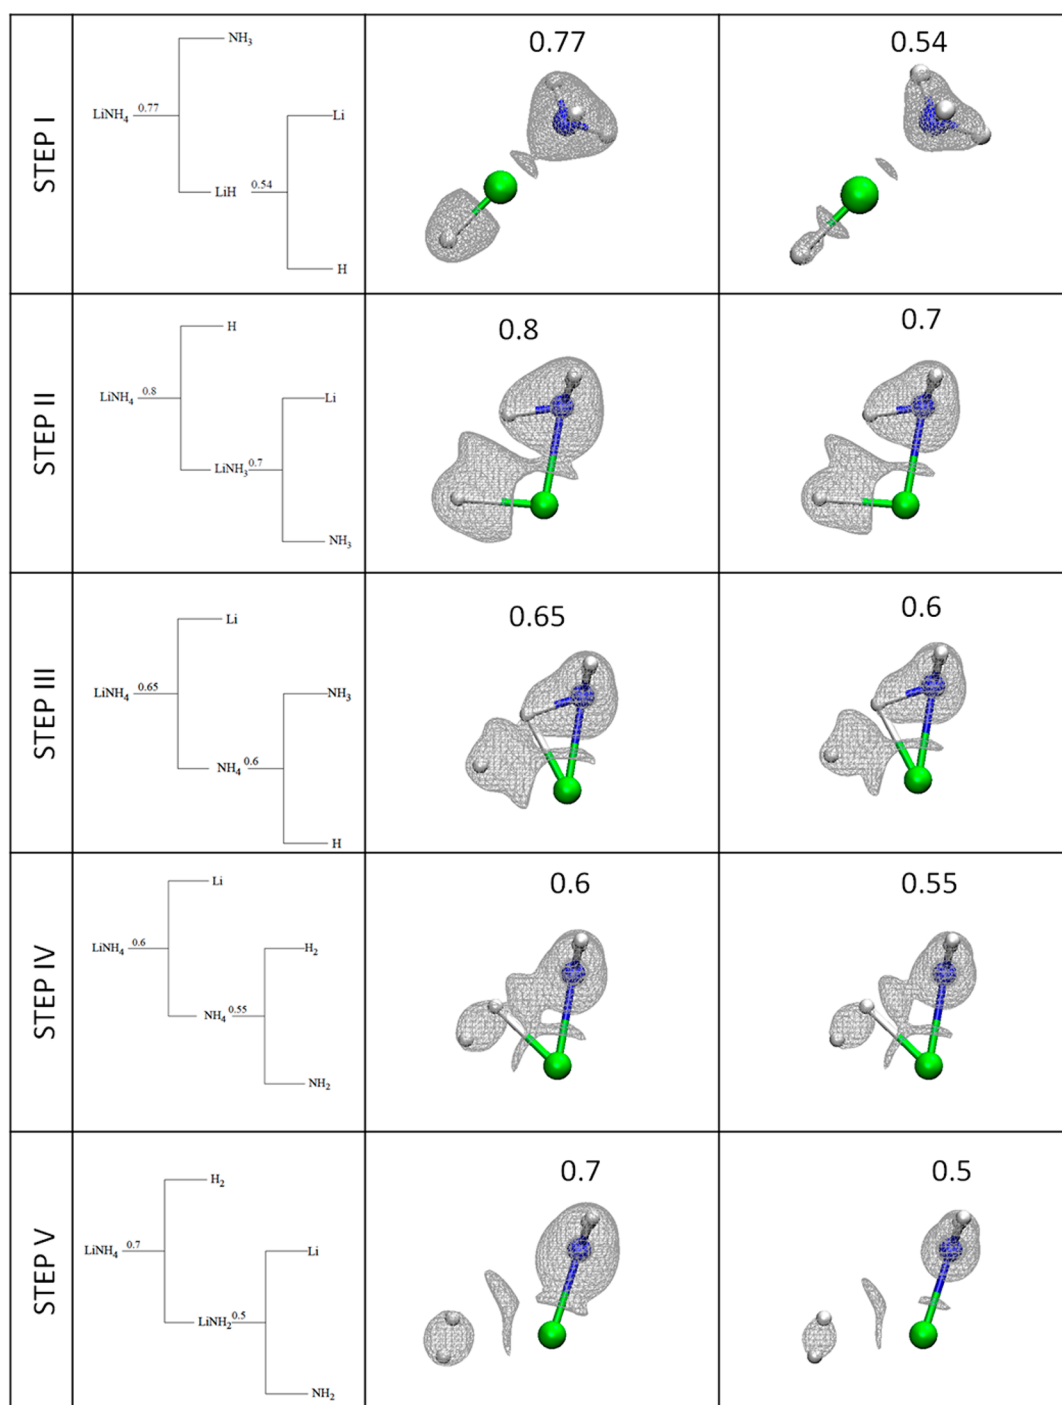 STEP I
NH3
LiNH4 0.77
Li
LiH 0.54
H
0.77
0.54
STEP II
H
LiNH4 0.8
Li
LiNH3 0.7
NH3
0.8
0.7
STEP III
Li
LiNH4 0.65
NH3
NH4 0.6
H
0.65
0.6
STEP IV
Li
LiNH4 0.6
H2
NH4 0.55
NH2
0.6
0.55
STEP V
H2
LiNH4 0.7
Li
LiNH2 0.5
NH2
0.7
0.5